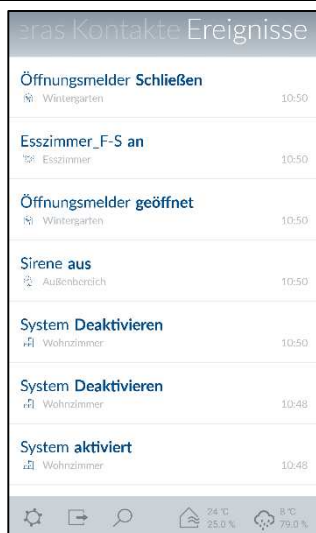 eras Kontakte Ereignisse
Öffnungsmelder Schließen
Wintergarten 10:50
Esszimmer_F-S an
Esszimmer 10:50
Öffnungsmelder geöffnet
Wintergarten 10:50
Sirene aus
Außenbereich 10:50
System Deaktivieren
Wohnzimmer 10:50
System Deaktivieren
Wohnzimmer 10:48
System aktiviert
Wohnzimmer 10:48
24 °C 8 °C
25.0 % 79.0 %